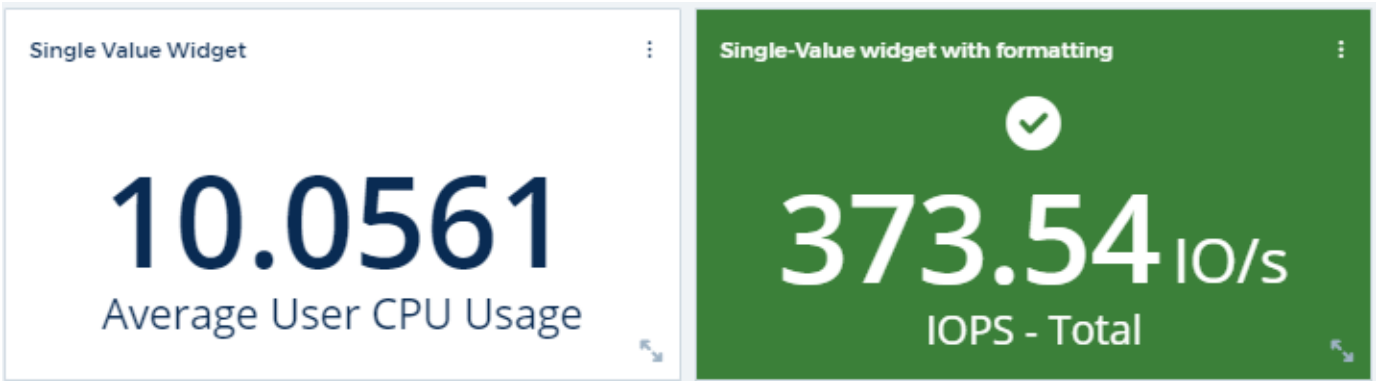 Single Value Widget
10.0561
Average User CPU Usage
Single-Value widget with formatting
373.54 IO/s
IOPS - Total